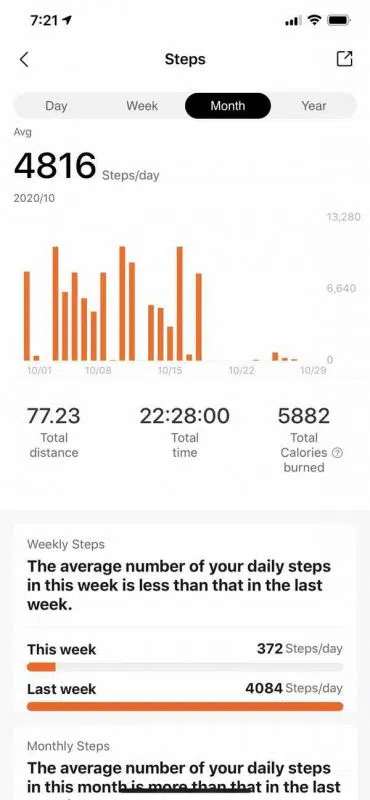 7:21
Steps
Day Week Month Year
Avg
4816 Steps/day
2020/10
13,280
6,640
0
10/01 10/08 10/15 10/22 10/29
77.23 22:28:00 5882
Total Total Total
distance time Calories ?
burned
Weekly Steps
The average number of your daily steps
in this week is less than that in the last
week.
This week 372 Steps/day
Last week 4084 Steps/day
Monthly Steps
The average number of your daily steps
in this month is more than that in the last